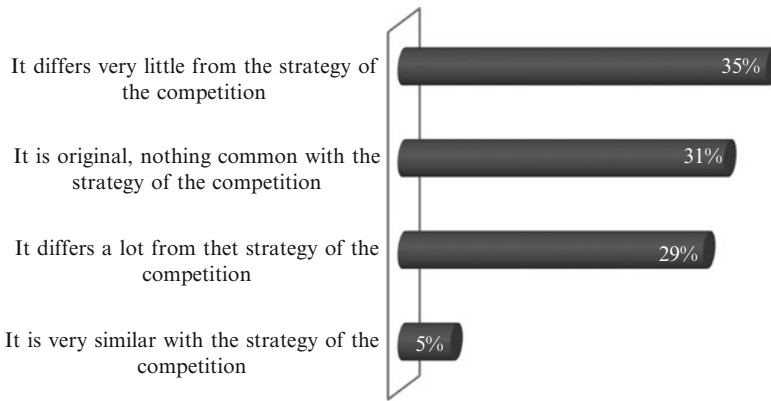 It differs very little from the strategy of
the competition
35%
It is original, nothing common with the
strategy of the competition
31%
It differs a lot from thet strategy of the
competition
29%
It is very similar with the strategy of the
competition
5%